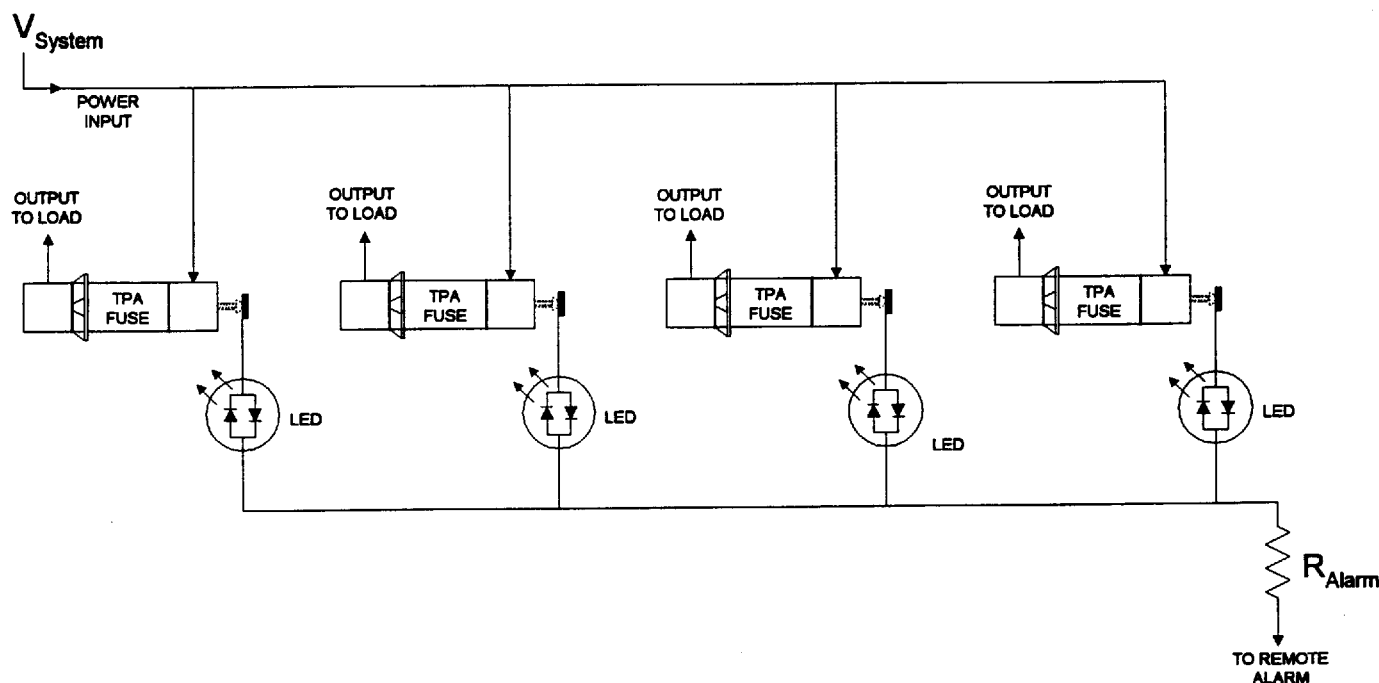 V System
POWER
INPUT
OUTPUT
TO LOAD
OUTPUT
TO LOAD
OUTPUT
TO LOAD
OUTPUT
TO LOAD
TPA
FUSE
TPA
FUSE
TPA
FUSE
TPA
FUSE
LED
LED
LED
LED
R Alarm
TO REMOTE
ALARM